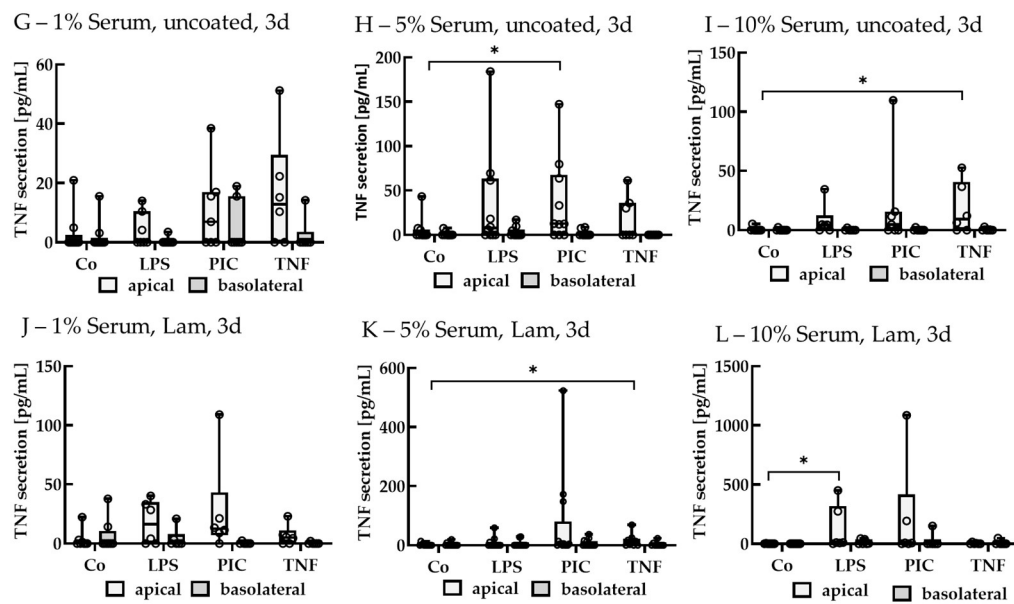 G – 1% Serum, uncoated, 3d
TNF secretion [pg/mL]
60
40
20
0
Co LPS PIC TNF
apical basolateral
H – 5% Serum, uncoated, 3d
TNF secretion [pg/mL]
200
150
100
50
0
*
Co LPS PIC TNF
apical basolateral
I – 10% Serum, uncoated, 3d
TNF secretion [pg/mL]
150
100
50
0
*
Co LPS PIC TNF
apical basolateral
J – 1% Serum, Lam, 3d
TNF secretion [pg/mL]
150
100
50
0
Co LPS PIC TNF
apical basolateral
K – 5% Serum, Lam, 3d
TNF secretion [pg/mL]
600
400
200
0
*
Co LPS PIC TNF
apical basolateral
L – 10% Serum, Lam, 3d
TNF secretion [pg/mL]
1500
1000
500
0
*
Co LPS PIC TNF
apical basolateral